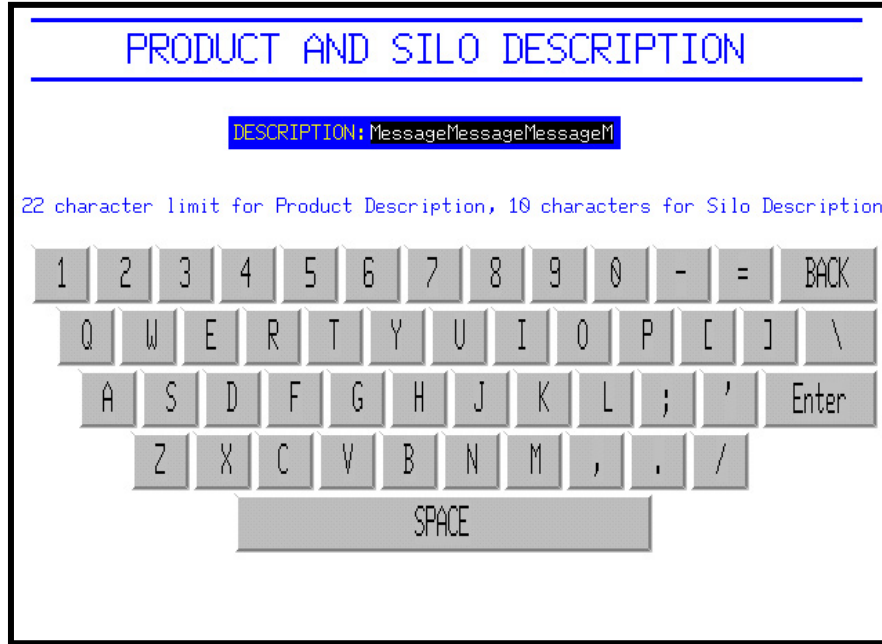 PRODUCT AND SILO DESCRIPTION
DESCRIPTION: MessageMessageMessageM
22 character limit for Product Description, 10 characters for Silo Description
1 2 3 4 5 6 7 8 9 0 - = BACK
Q W E R T Y U I O P [ ] \
A S D F G H J K L ; ' Enter
Z X C V B N M , . /
SPACE